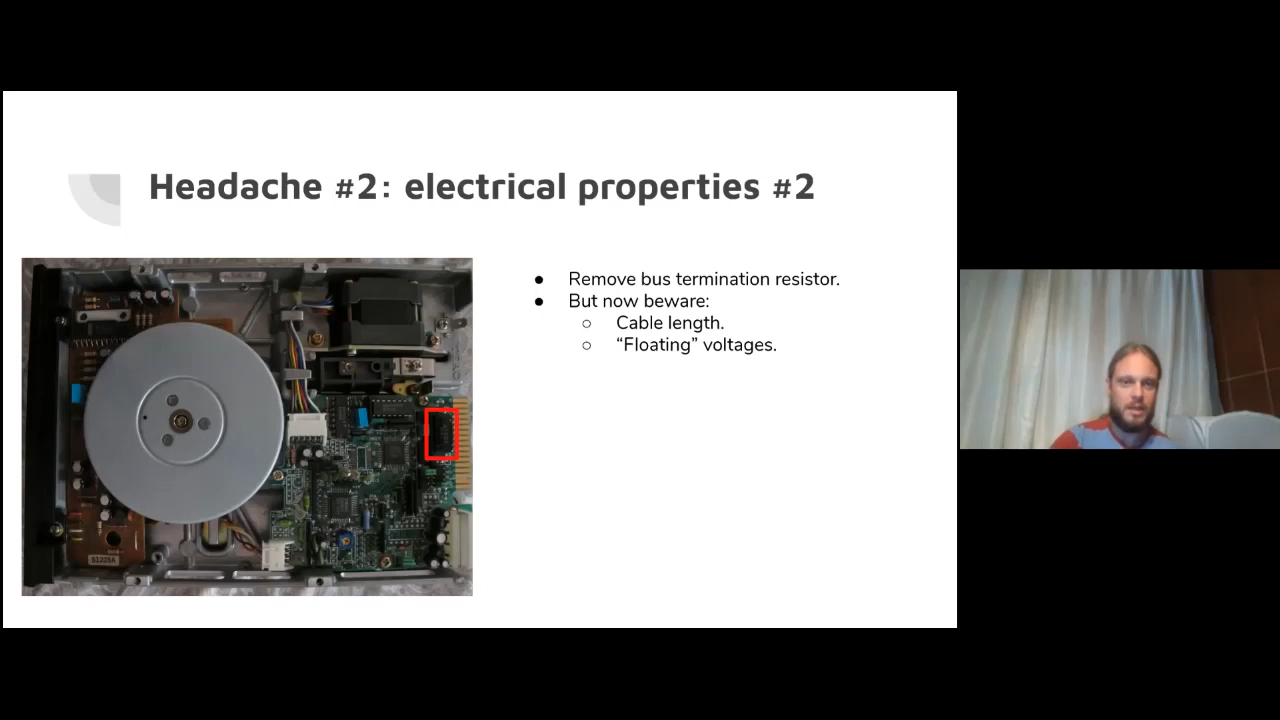 Headache #2: electrical properties #2
● Remove bus termination resistor.
● But now beware:
○ Cable length.
○ “Floating” voltages.